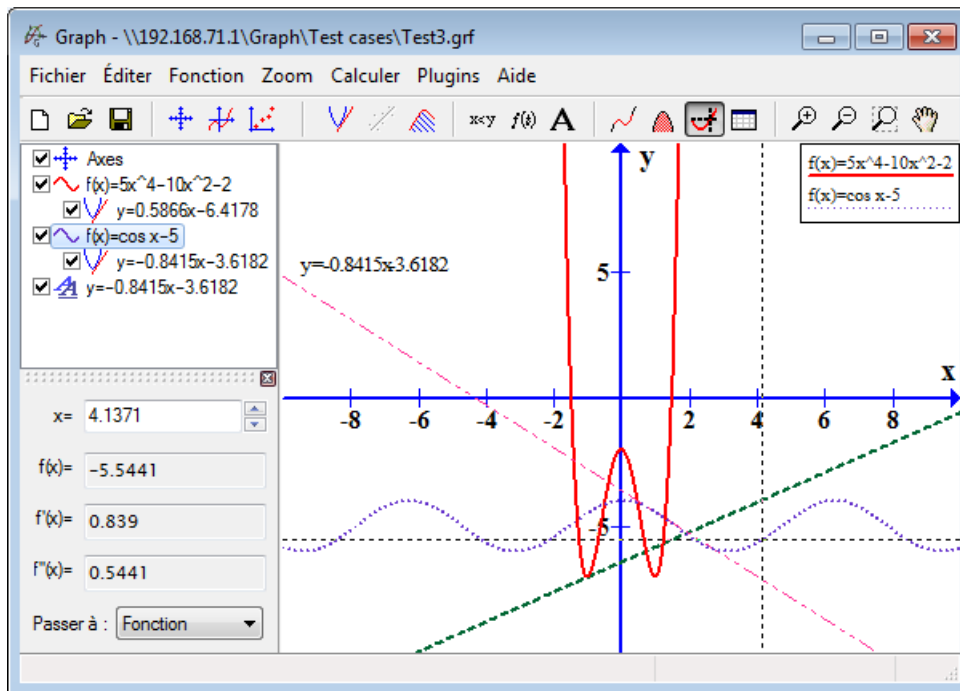 Graph - \\192.168.71.1\Graph\Test cases\Test3.grf
Fichier Éditer Fonction Zoom Calculer Plugins Aide
x<y f(t) A
Axes
f(x)=5x^4-10x^2-2
y=0.5866x-6.4178
f(x)=cos x-5
y=-0.8415x-3.6182
y=-0.8415x-3.6182
x= 4.1371
f(x)= -5.5441
f'(x)= 0.839
f''(x)= 0.5441
Passer à : Fonction
y
f(x)=5x^4-10x^2-2
f(x)=cos x-5
y=-0.8415x-3.6182
5
x
-8 -6 -4 -2 2 4 6 8
-5